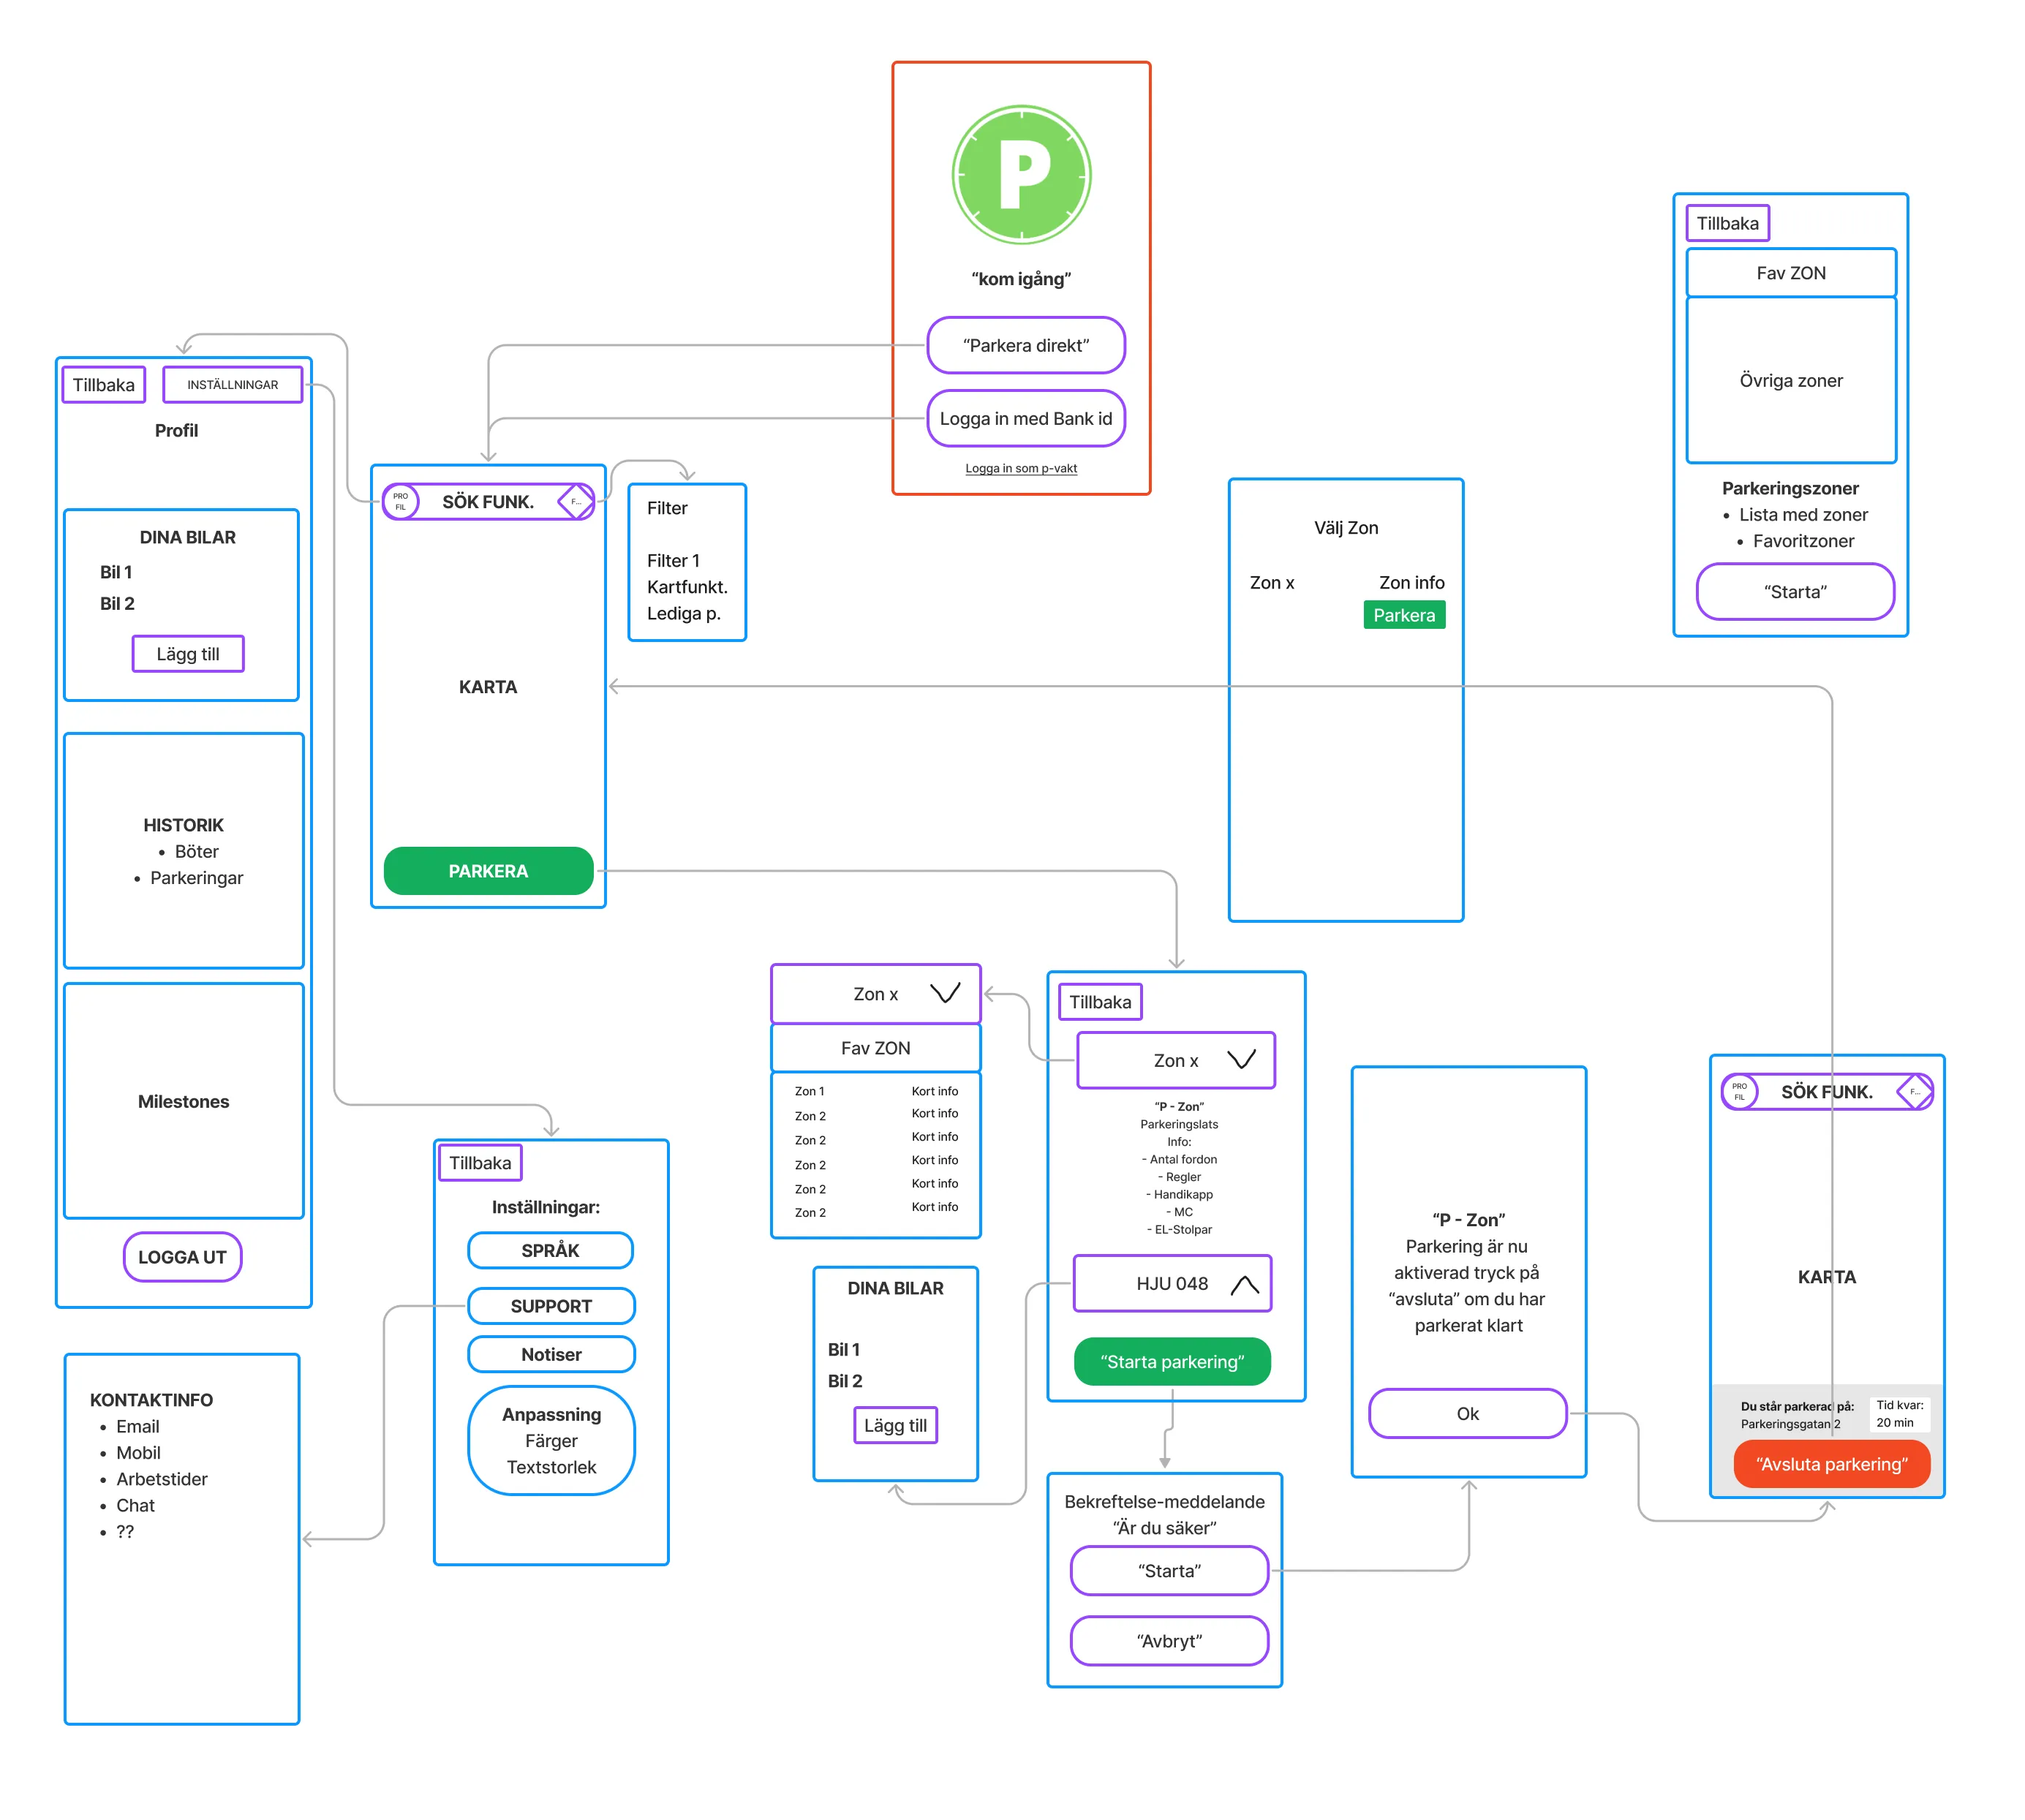 P
“kom igång”
“Parkera direkt”
Logga in med Bank id
Logga in som p-vakt
Tillbaka
Fav ZON
Övriga zoner
Parkeringszoner
• Lista med zoner
• Favoritzoner
“Starta”
Tillbaka
INSTÄLLNINGAR
Profil
DINA BILAR
Bil 1
Bil 2
Lägg till
HISTORIK
• Böter
• Parkeringar
Milestones
LOGGA UT
PRO
FIL
SÖK FUNK.
F...
KARTA
PARKERA
Filter
Filter 1
Kartfunkt.
Lediga p.
Välj Zon
Zon x
Zon info
Parkera
Zon x
Fav ZON
Zon 1 Kort info
Zon 2 Kort info
Zon 2 Kort info
Zon 2 Kort info
Zon 2 Kort info
Zon 2 Kort info
Tillbaka
Zon x
“P - Zon”
Parkeringslats
Info:
- Antal fordon
- Regler
- Handikapp
- MC
- EL-Stolpar
HJU 048
“Starta parkering”
DINA BILAR
Bil 1
Bil 2
Lägg till
Tillbaka
Inställningar:
SPRÅK
SUPPORT
Notiser
Anpassning
Färger
Textstorlek
KONTAKTINFO
• Email
• Mobil
• Arbetstider
• Chat
• ??
Bekreftelse-meddelande
“Är du säker”
“Starta”
“Avbryt”
“P - Zon”
Parkering är nu
aktiverad tryck på
“avsluta” om du har
parkerat klart
Ok
PRO
FIL
SÖK FUNK.
F...
KARTA
Du står parkerad på:
Parkeringsgatan 2
Tid kvar:
20 min
“Avsluta parkering”